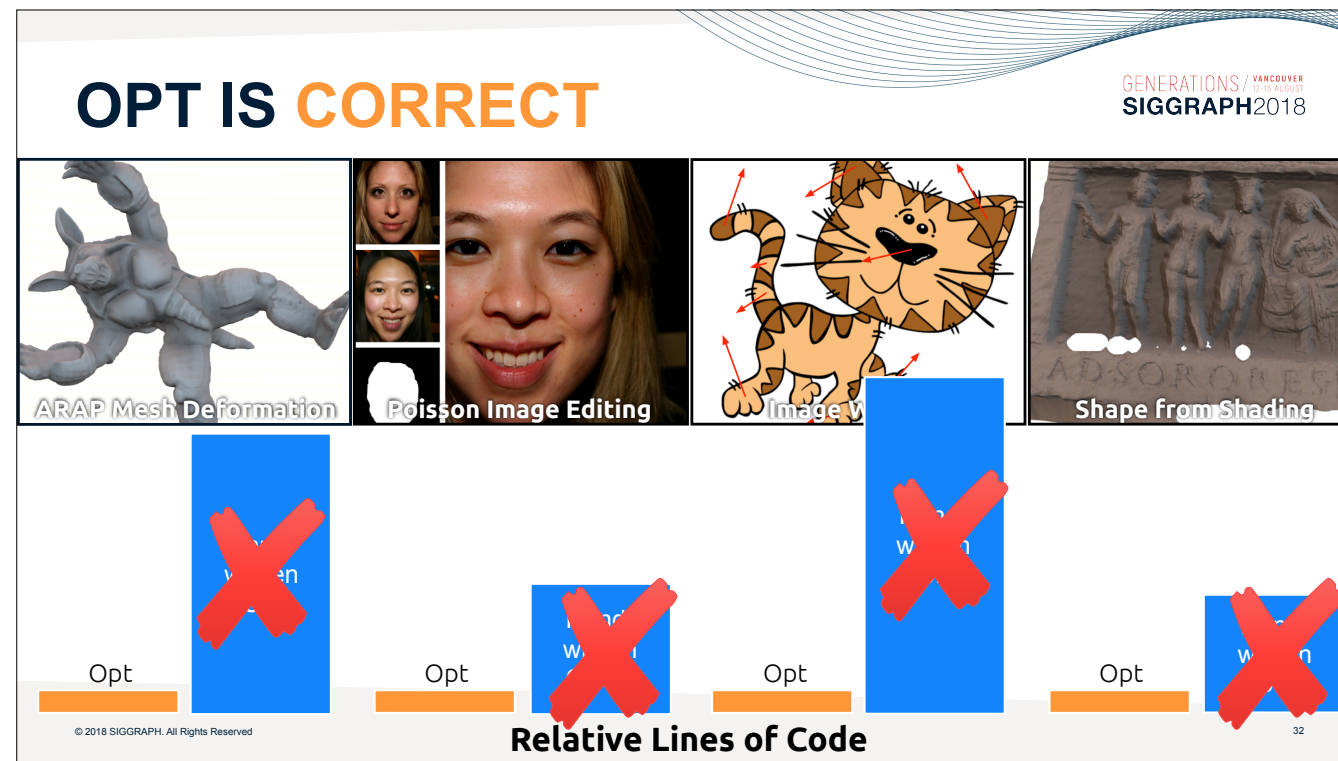 OPT IS CORRECT
GENERATIONS / VANCOUVER
12-16 AUGUST
SIGGRAPH2018
ARAP Mesh Deformation
Poisson Image Editing
Image
Shape from Shading
Opt
Opt
Opt
Opt
© 2018 SIGGRAPH. All Rights Reserved
Relative Lines of Code
32